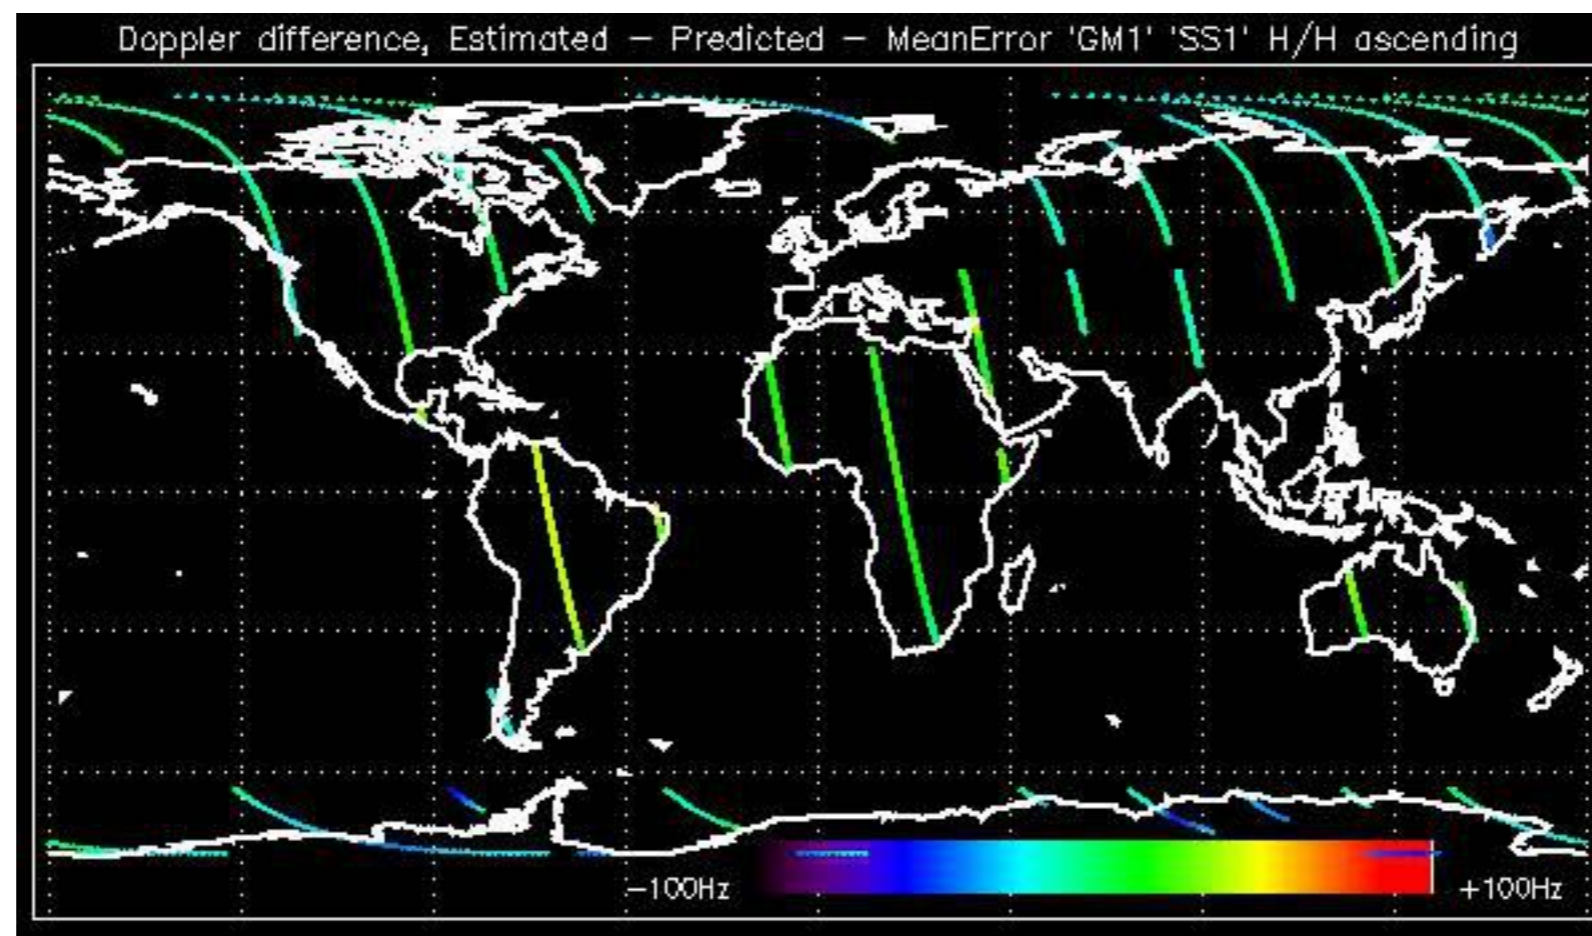 Doppler difference, Estimated – Predicted – MeanError 'GM1' 'SS1' H/H ascending
–100Hz
+100Hz